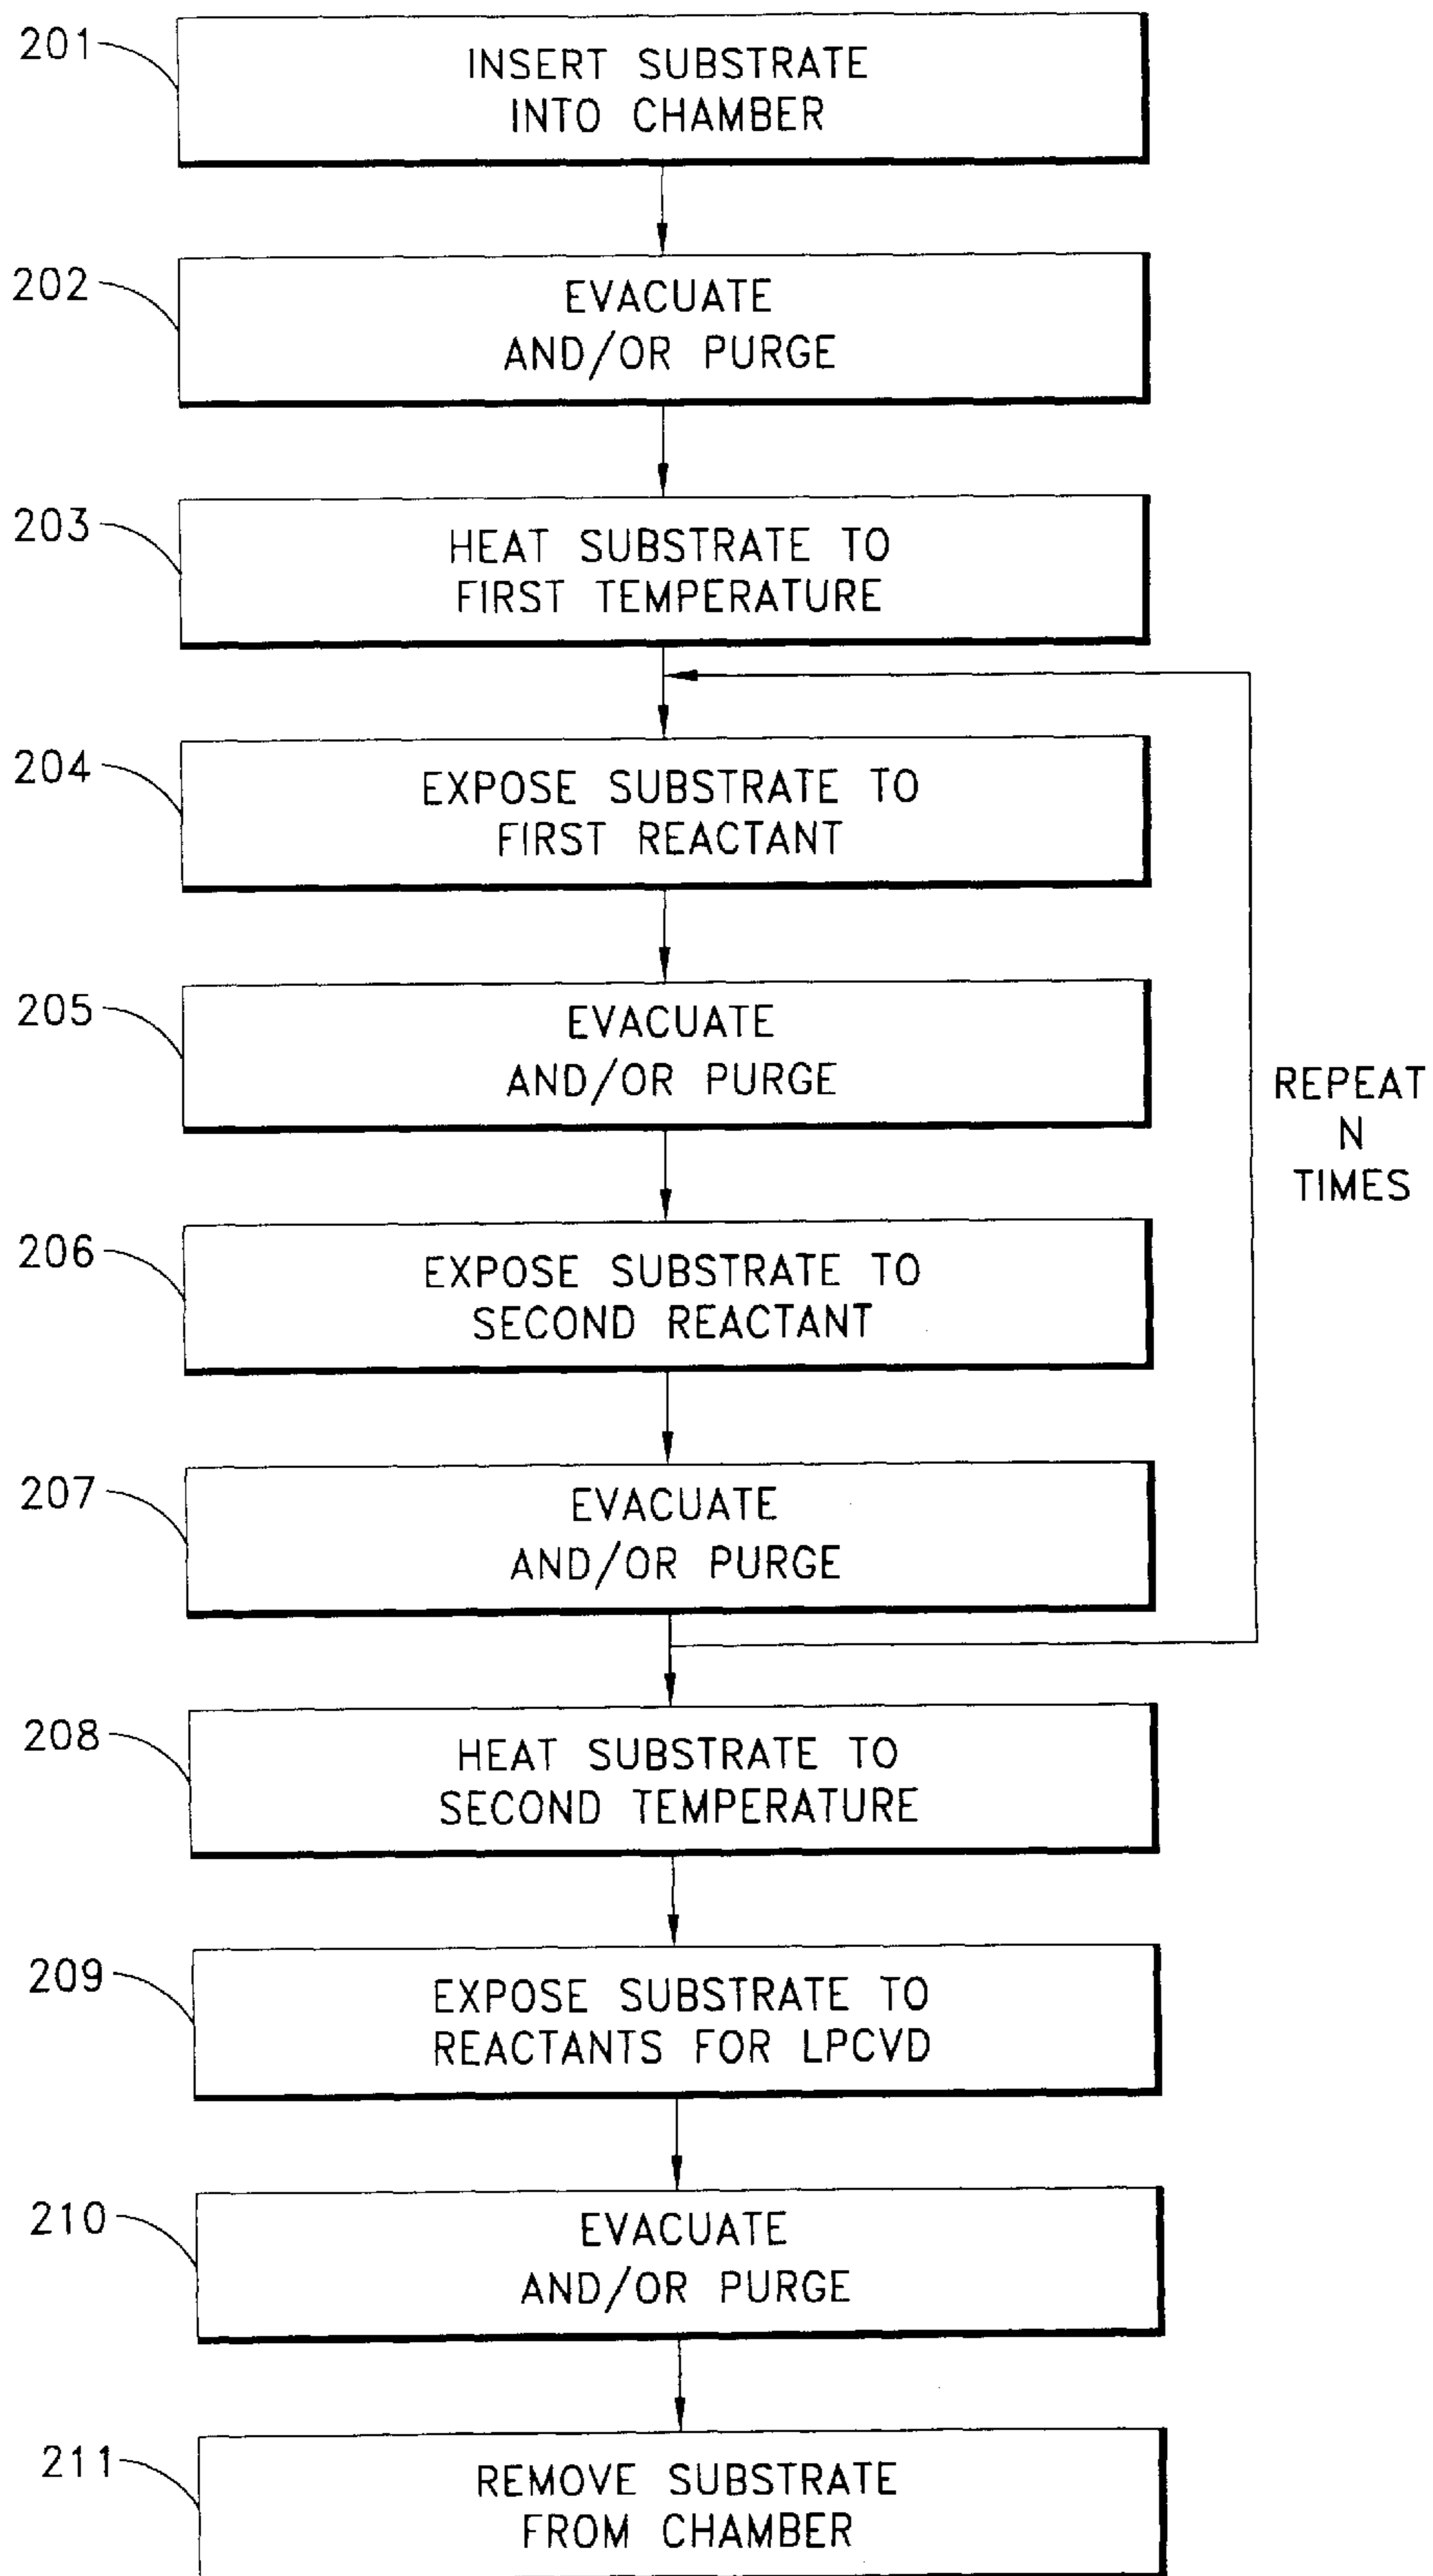 201
INSERT SUBSTRATE
INTO CHAMBER
202
EVACUATE
AND/OR PURGE
203
HEAT SUBSTRATE TO
FIRST TEMPERATURE
204
EXPOSE SUBSTRATE TO
FIRST REACTANT
205
EVACUATE
AND/OR PURGE
REPEAT
N
TIMES
206
EXPOSE SUBSTRATE TO
SECOND REACTANT
207
EVACUATE
AND/OR PURGE
208
HEAT SUBSTRATE TO
SECOND TEMPERATURE
209
EXPOSE SUBSTRATE TO
REACTANTS FOR LPCVD
210
EVACUATE
AND/OR PURGE
211
REMOVE SUBSTRATE
FROM CHAMBER